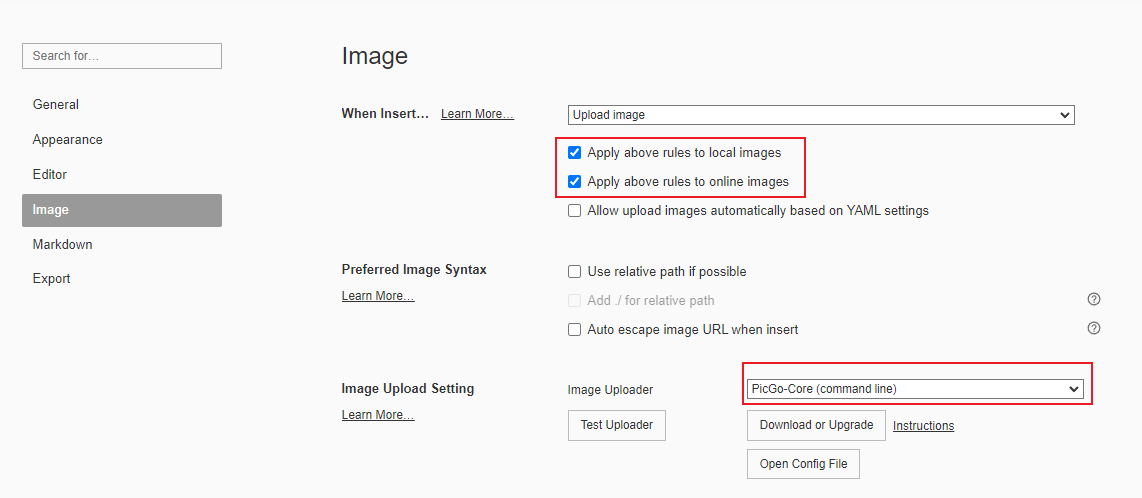 Search for…
General
Appearance
Editor
Image
Markdown
Export
Image
When Insert… Learn More… Upload image
Apply above rules to local images
Apply above rules to online images
Allow upload images automatically based on YAML settings
Preferred Image Syntax Use relative path if possible
Learn More… Add ./ for relative path ?
Auto escape image URL when insert ?
Image Upload Setting Image Uploader PicGo-Core (command line)
Learn More… Test Uploader Download or Upgrade Instructions
Open Config File